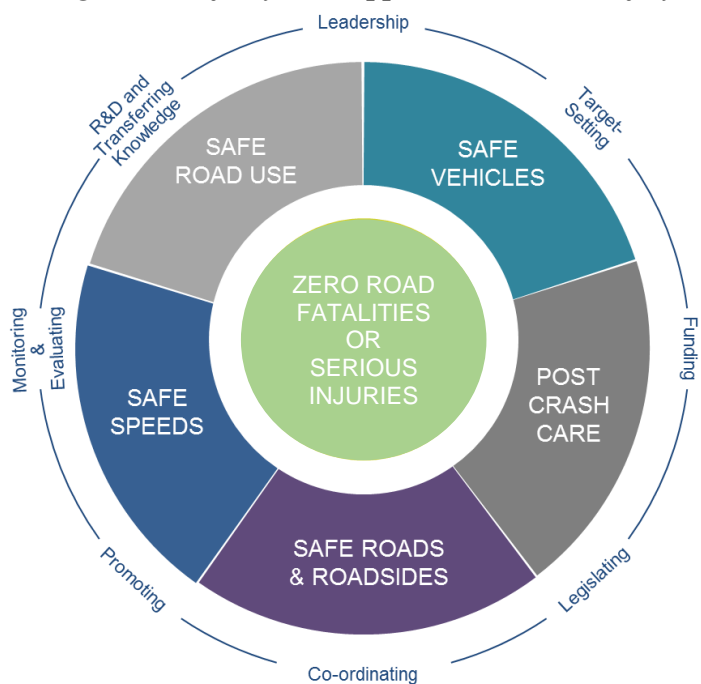 Leadership
Target-
Setting
Funding
Legislating
Co-ordinating
Promoting
Monitoring
&
Evaluating
R&D and
Transferring
Knowledge
SAFE
VEHICLES
POST
CRASH
CARE
SAFE ROADS
& ROADSIDES
SAFE
SPEEDS
SAFE
ROAD USE
ZERO ROAD
FATALITIES
OR
SERIOUS
INJURIES